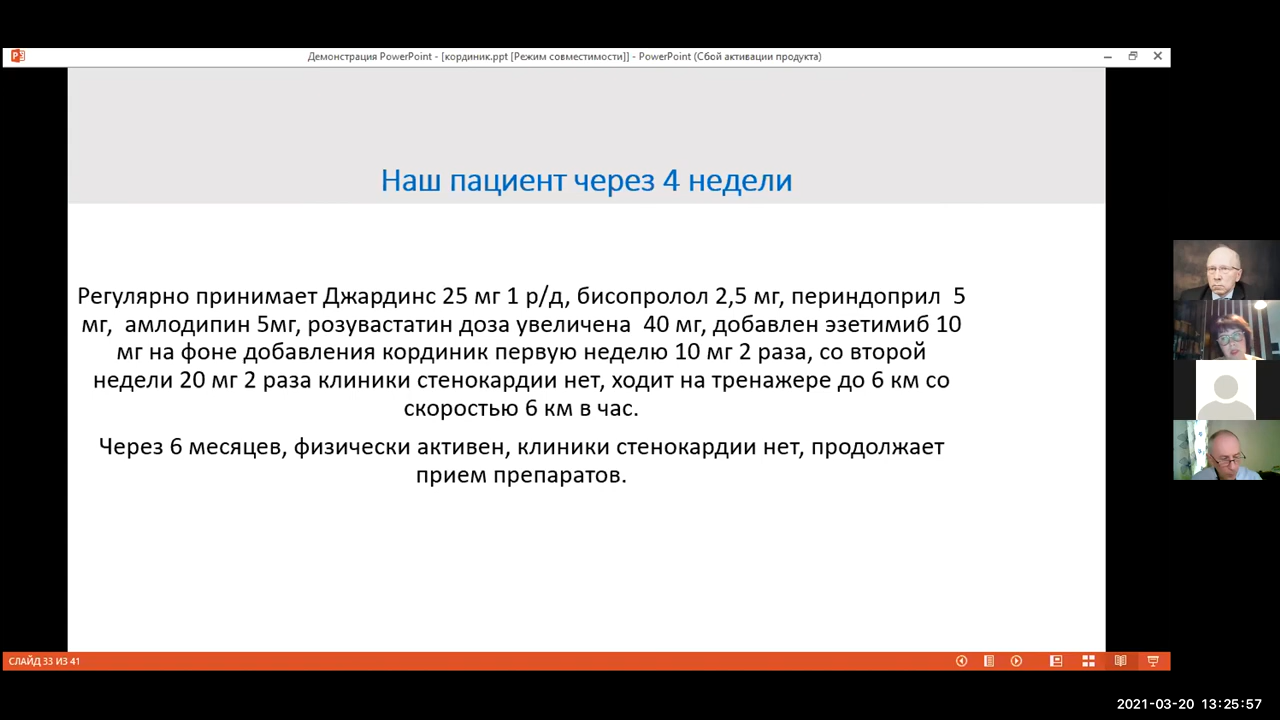 Демонстрация PowerPoint - [кординик.ppt [Режим совместимости]] - PowerPoint (Сбой активации продукта)
Наш пациент через 4 недели
Регулярно принимает Джардинс 25 мг 1 р/д, бисопролол 2,5 мг, периндоприл 5
мг, амлодипин 5мг, розувастатин доза увеличена 40 мг, добавлен эзетимиб 10
мг на фоне добавления кординик первую неделю 10 мг 2 раза, со второй
недели 20 мг 2 раза клиники стенокардии нет, ходит на тренажере до 6 км со
скоростью 6 км в час.
Через 6 месяцев, физически активен, клиники стенокардии нет, продолжает
прием препаратов.
СЛАЙД 33 ИЗ 41
2021-03-20 13:25:57